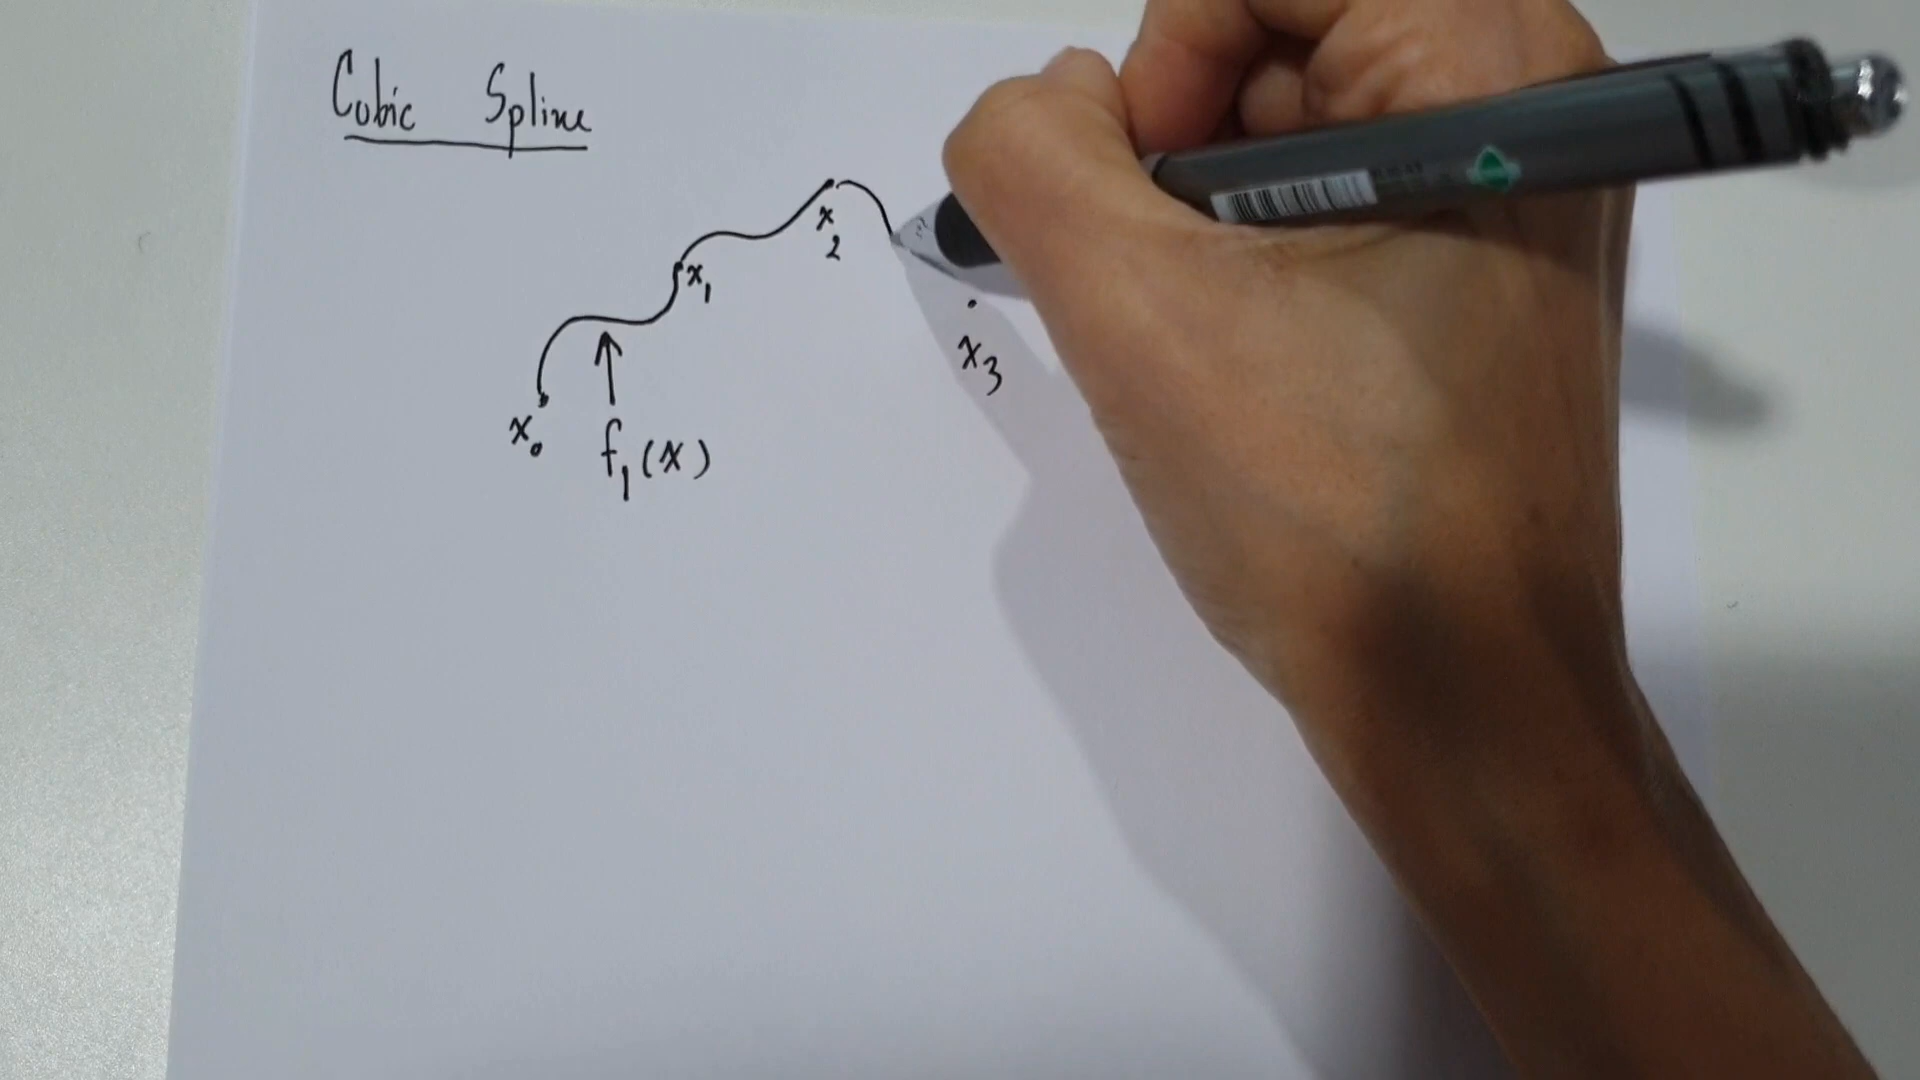 Cubic Spline
x₂
x₁
x₃
x₀
f₁(x)